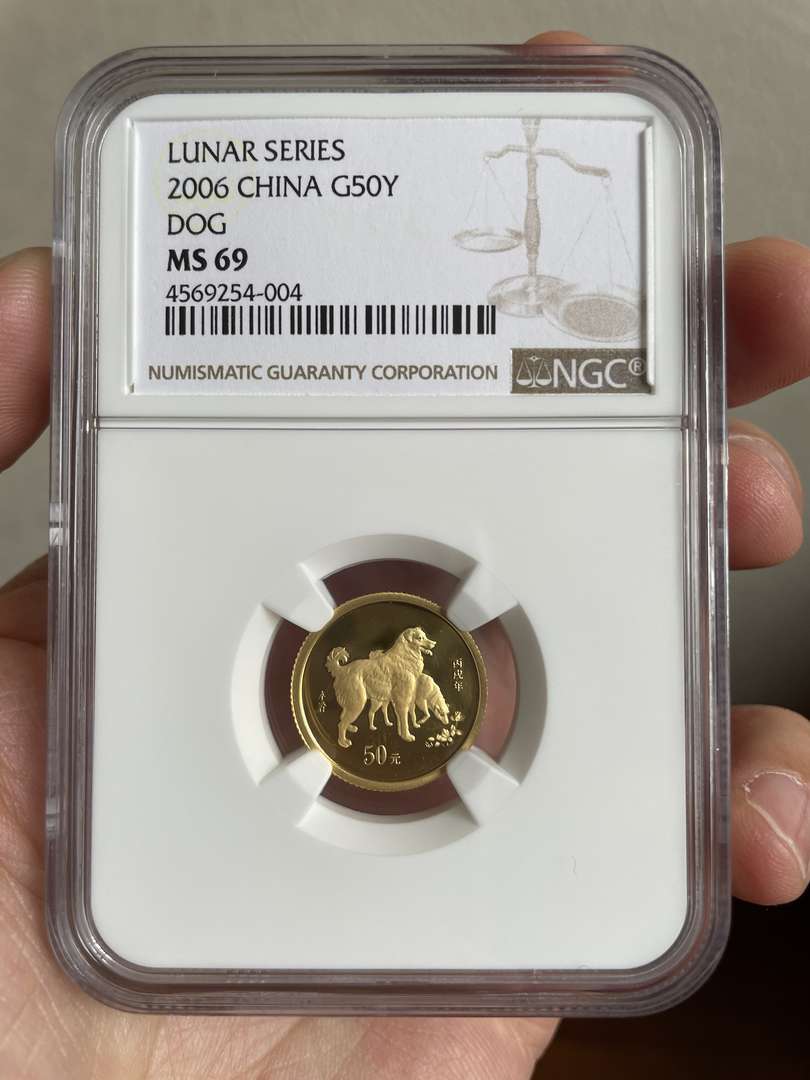 LUNAR SERIES
2006 CHINA G50Y
DOG
MS 69
4569254-004
NUMISMATIC GUARANTY CORPORATION
NGC®
丙戌年
50元